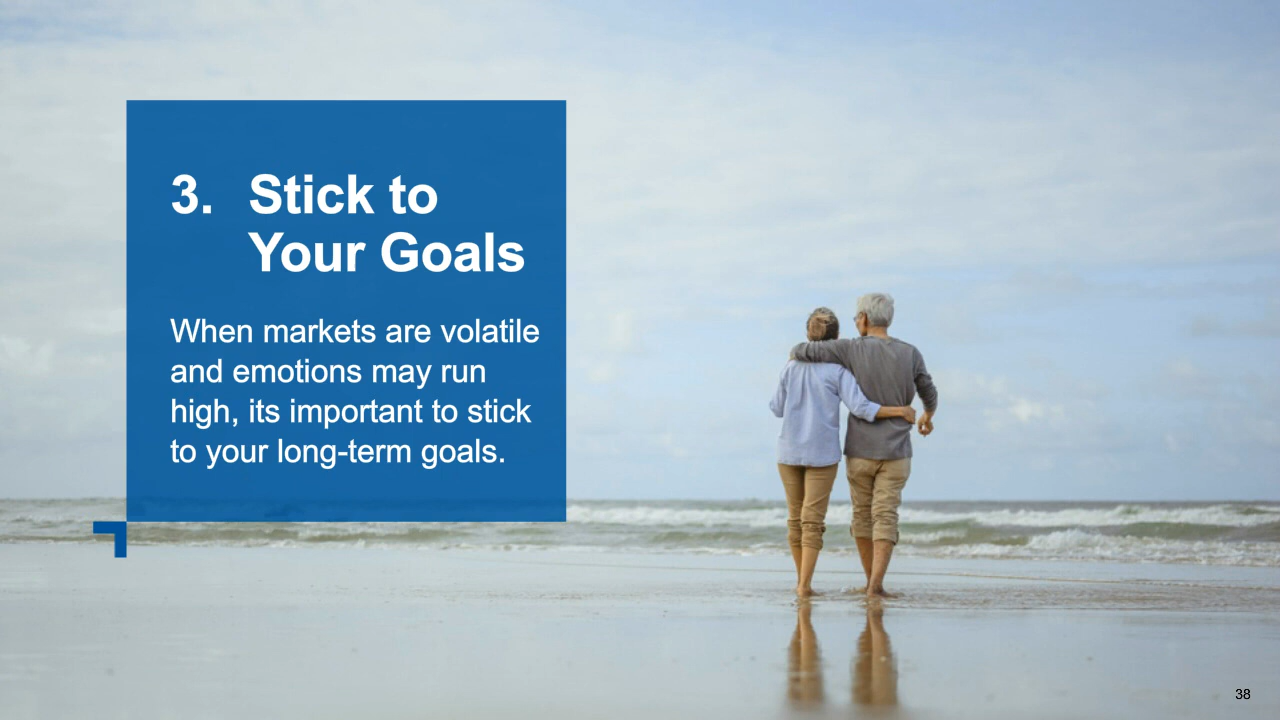 3. Stick to
Your Goals
When markets are volatile
and emotions may run
high, its important to stick
to your long-term goals.
38